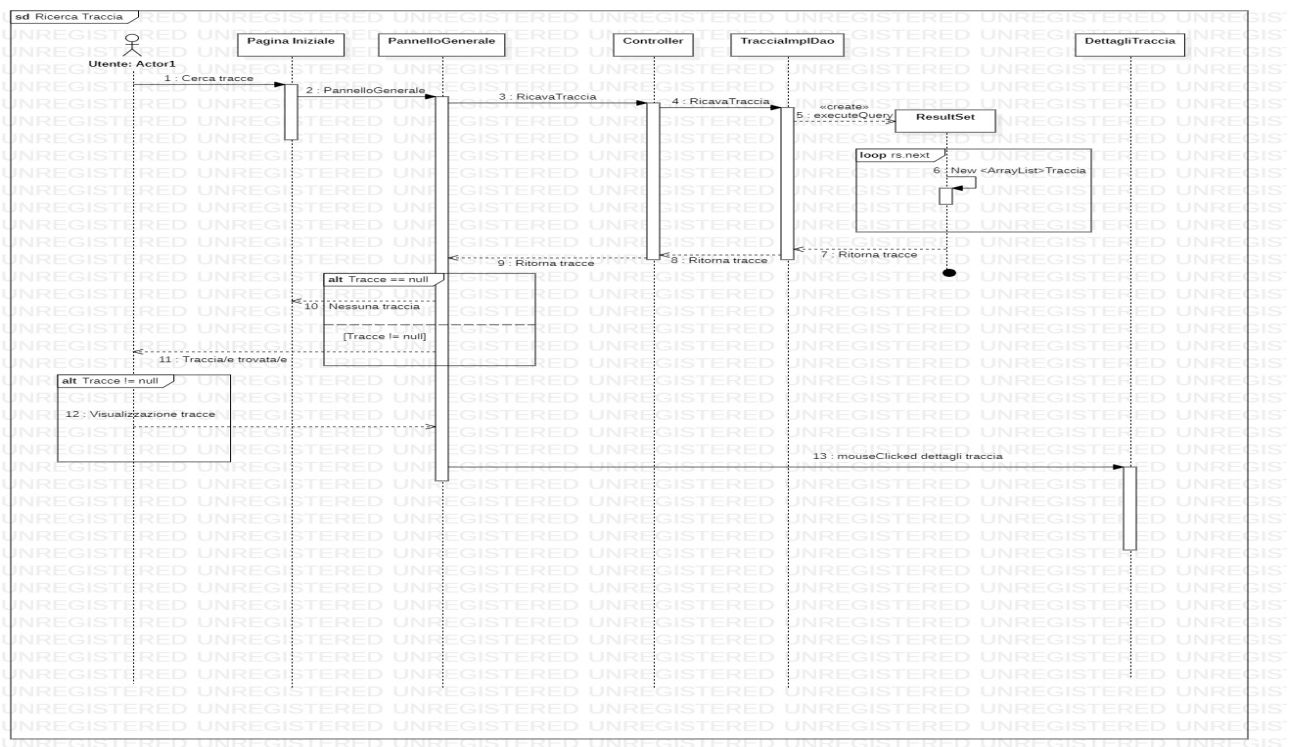 sd Ricerca Traccia
Utente: Actor1
Pagina Iniziale
PannelloGenerale
Controller
TracciaImplDao
DettagliTraccia
1 : Cerca tracce
2 : PannelloGenerale
3 : RicavaTraccia
4 : RicavaTraccia
«create»
5 : executeQuery
ResultSet
loop rs.next
6 : New <ArrayList>Traccia
7 : Ritorna tracce
8 : Ritorna tracce
9 : Ritorna tracce
alt Tracce == null
10 : Nessuna traccia
[Tracce != null]
11 : Traccia/e trovata/e
alt Tracce != null
12 : Visualizzazione tracce
13 : mouseClicked dettagli traccia
UNREGISTERED